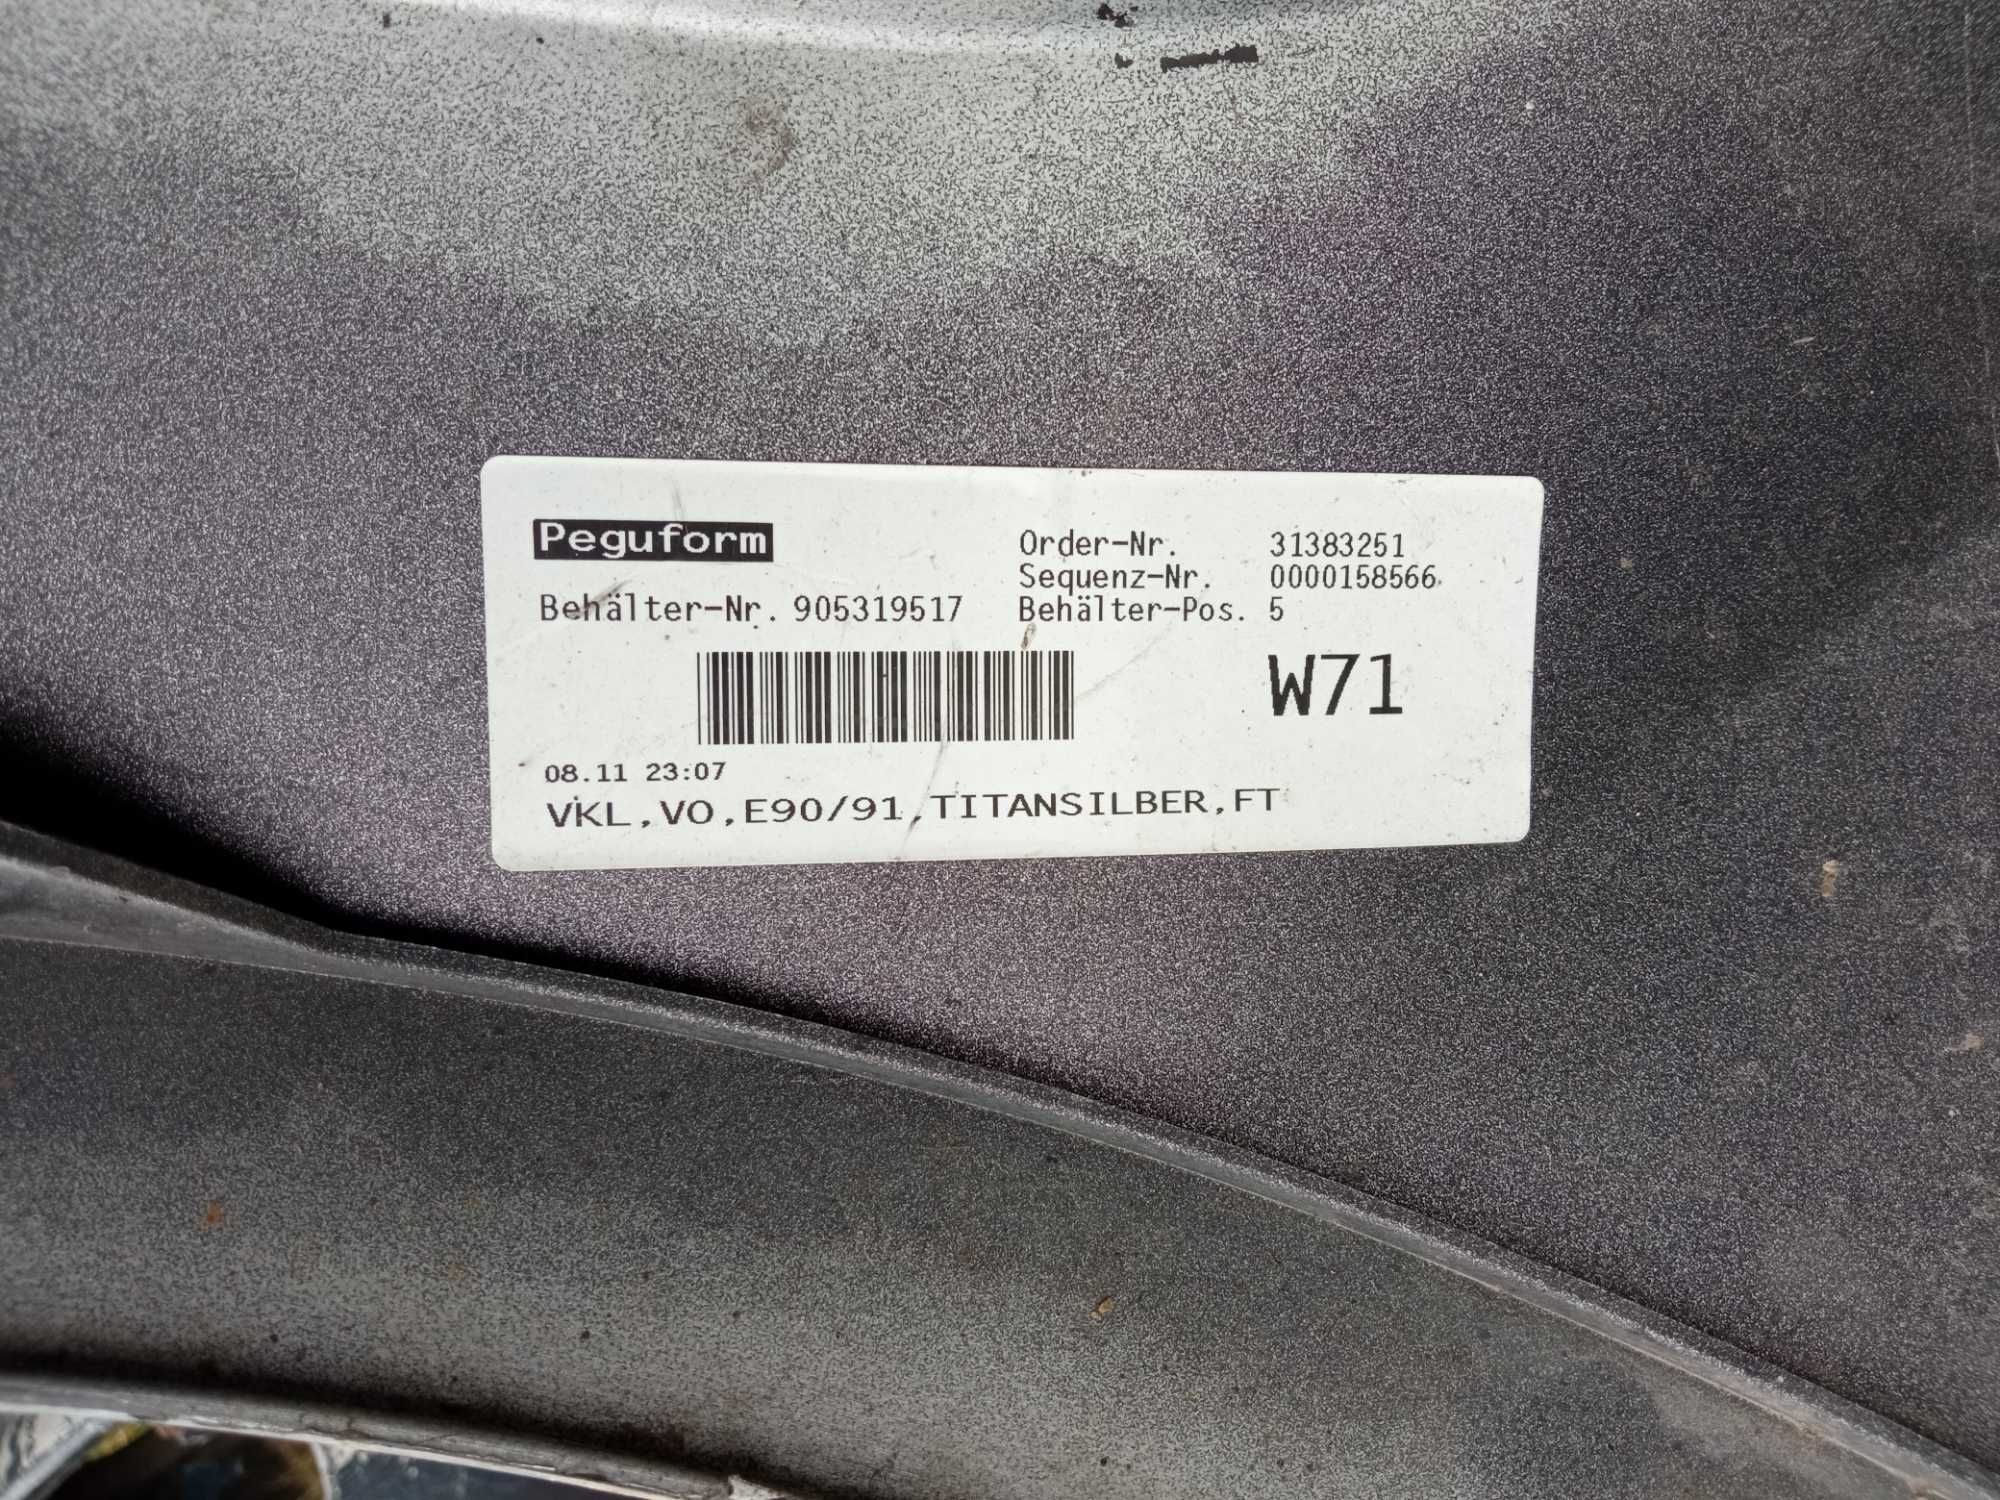 Peguform
Order-Nr. 31383251
Sequenz-Nr. 0000158566
Behälter-Nr. 905319517 Behälter-Pos. 5
W71
08.11 23:07
VKL,VO,E90/91,TITANSILBER,FT